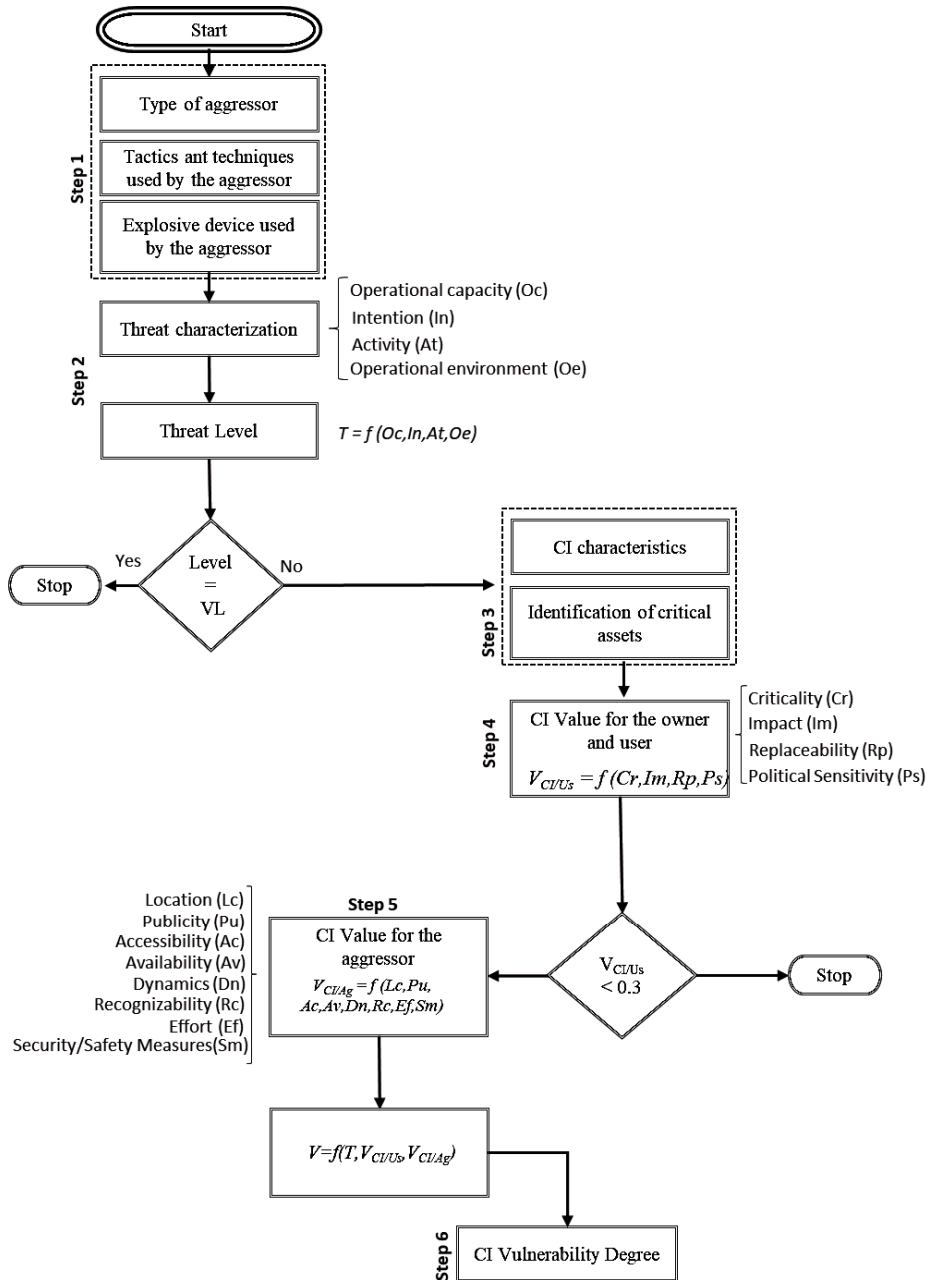 Start
Step 1
Type of aggressor
Tactics ant techniques
used by the aggressor
Explosive device used
by the aggressor
Step 2
Threat characterization
Operational capacity (Oc)
Intention (In)
Activity (At)
Operational environment (Oe)
Threat Level
T = f (Oc,In,At,Oe)
Level
=
VL
Yes
Stop
No
Step 3
CI characteristics
Identification of critical
assets
Step 4
CI Value for the owner
and user
V_CI/Us = f (Cr,Im,Rp,Ps)
Criticality (Cr)
Impact (Im)
Replaceability (Rp)
Political Sensitivity (Ps)
V_CI/Us
< 0.3
Stop
Step 5
CI Value for the
aggressor
V_CI/Ag = f (Lc,Pu,
Ac,Av,Dn,Rc,Ef,Sm)
Location (Lc)
Publicity (Pu)
Accessibility (Ac)
Availability (Av)
Dynamics (Dn)
Recognizability (Rc)
Effort (Ef)
Security/Safety Measures(Sm)
V=f(T,V_CI/Us,V_CI/Ag)
Step 6
CI Vulnerability Degree